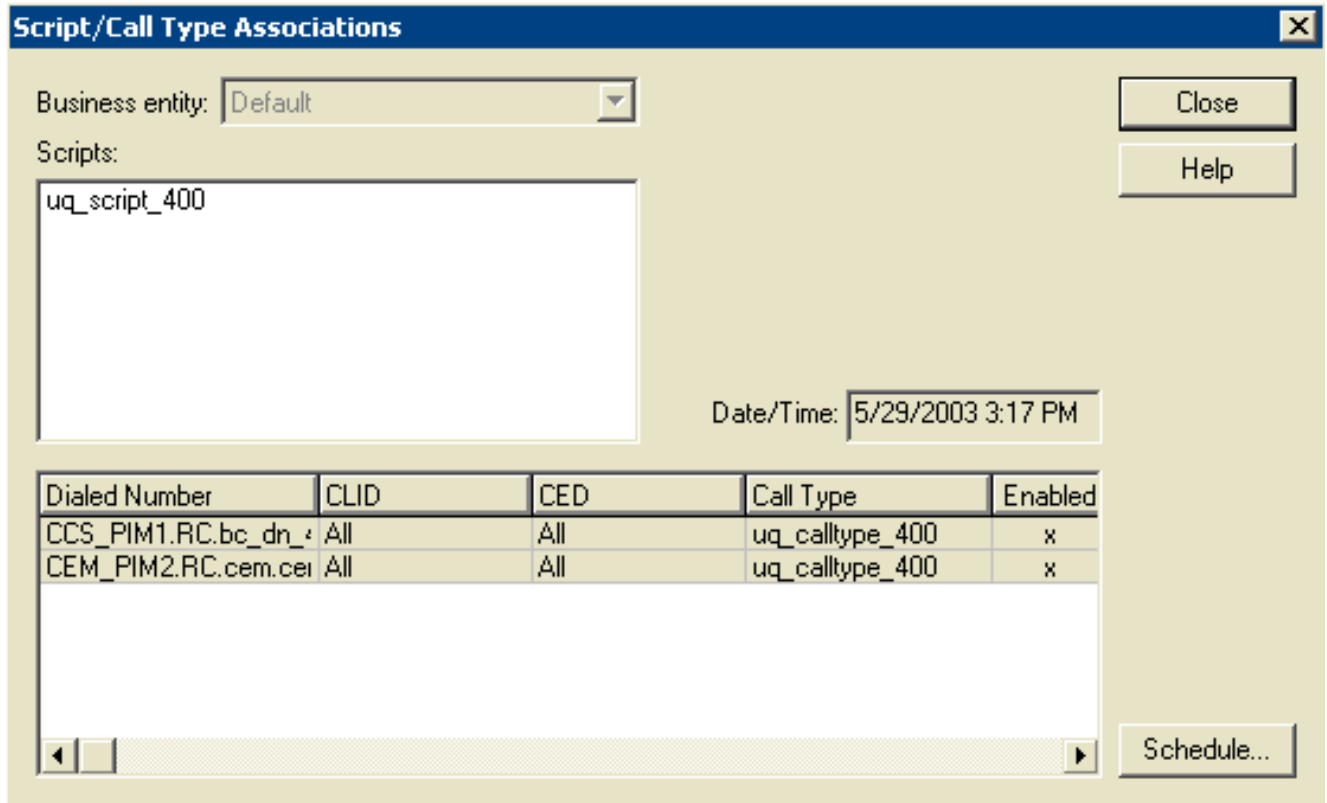 Script/Call Type Associations
Business entity: Default
Close
Scripts:
Help
uq_script_400
Date/Time: 5/29/2003 3:17 PM
Dialed Number CLID CED Call Type Enabled
CCS_PIM1.RC.bc_dn_ All All uq_calltype_400 x
CEM_PIM2.RC.cem.cei All All uq_calltype_400 x
Schedule...